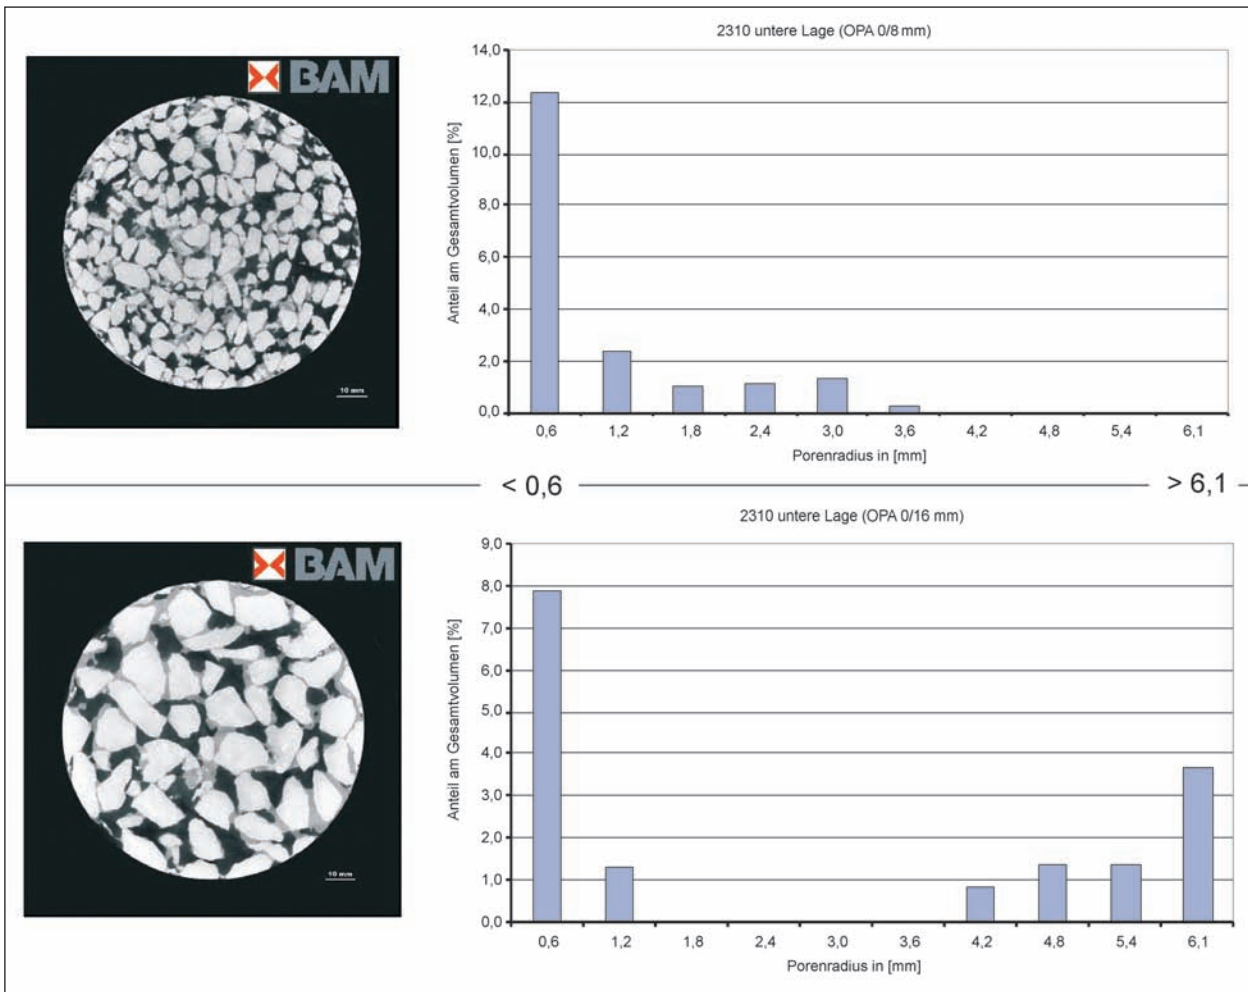 BAM
10 mm
2310 untere Lage (OPA 0/8 mm)
Anteil am Gesamtvolumen [%]
14,0
12,0
10,0
8,0
6,0
4,0
2,0
0,0
0,6 1,2 1,8 2,4 3,0 3,6 4,2 4,8 5,4 6,1
Porenradius in [mm]
< 0,6 > 6,1
BAM
10 mm
2310 untere Lage (OPA 0/16 mm)
Anteil am Gesamtvolumen [%]
9,0
8,0
7,0
6,0
5,0
4,0
3,0
2,0
1,0
0,0
0,6 1,2 1,8 2,4 3,0 3,6 4,2 4,8 5,4 6,1
Porenradius in [mm]